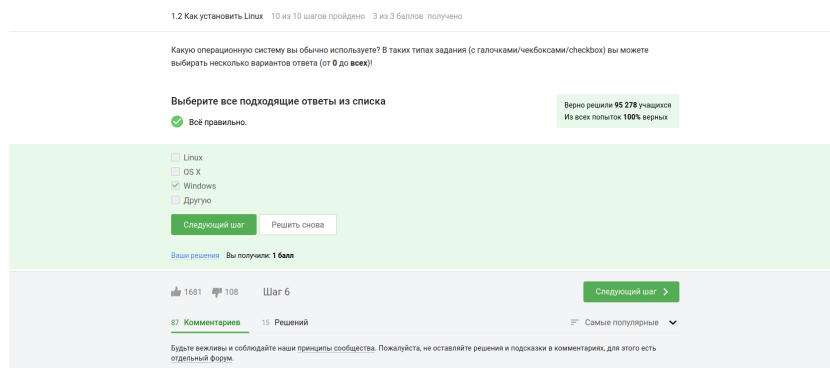 1.2 Как установить Linux 10 из 10 шагов пройдено 3 из 3 баллов получено
Какую операционную систему вы обычно используете? В таких типах задания (с галочками/чекбоксами/checkbox) вы можете
выбирать несколько вариантов ответа (от 0 до всех)!
Выберите все подходящие ответы из списка
Всё правильно.
Верно решили 95 278 учащихся
Из всех попыток 100% верных
Linux
OS X
Windows
Другую
Следующий шаг Решить снова
Ваши решения Вы получили: 1 балл
1681 108 Шаг 6 Следующий шаг
87 Комментариев 15 Решений Самые популярные
Будьте вежливы и соблюдайте наши принципы сообщества. Пожалуйста, не оставляйте решения и подсказки в комментариях, для этого есть
отдельный форум.